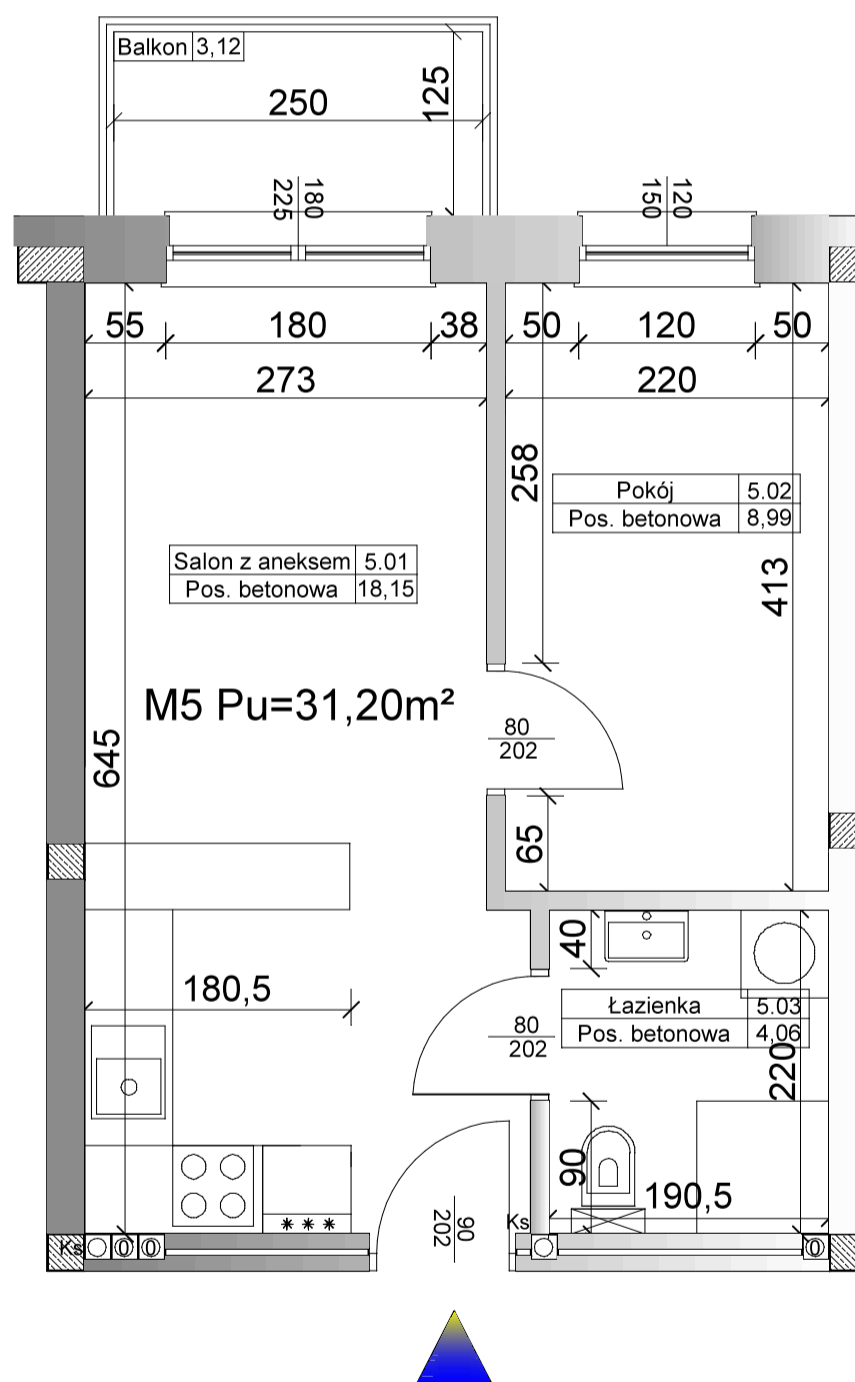 Balkon 3,12
250
125
180
225
120
150
55 180 38 50 120 50
273 220
258
Pokój 5.02
Pos. betonowa 8,99
413
Salon z aneksem 5.01
Pos. betonowa 18,15
M5 Pu=31,20m²
645
80
202
65
40
180,5
Łazienka 5.03
Pos. betonowa 4,06
80
202
220
90
190,5
***
90
202
Ks
Ks